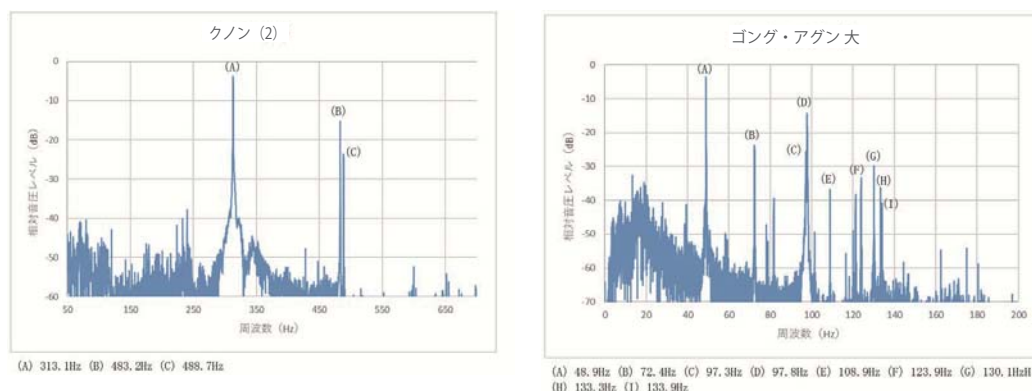 クノン (2)
(A)
(B)
(C)
0
-10
-20
-30
-40
-50
-60
相対音圧レベル (dB)
50 150 250 350 450 550 650
周波数 (Hz)
(A) 313.1Hz (B) 483.2Hz (C) 488.7Hz
ゴング・アグン 大
(A)
(D)
(B)
(C)
(G)
(F)
(E)
(H)
(I)
0
-10
-20
-30
-40
-50
-60
-70
相対音圧レベル (dB)
0 20 40 60 80 100 120 140 160 180 200
周波数 (Hz)
(A) 48.9Hz (B) 72.4Hz (C) 97.3Hz (D) 97.8Hz (E) 108.9Hz (F) 123.9Hz (G) 130.1HzHz
(H) 133.3Hz (I) 133.9Hz